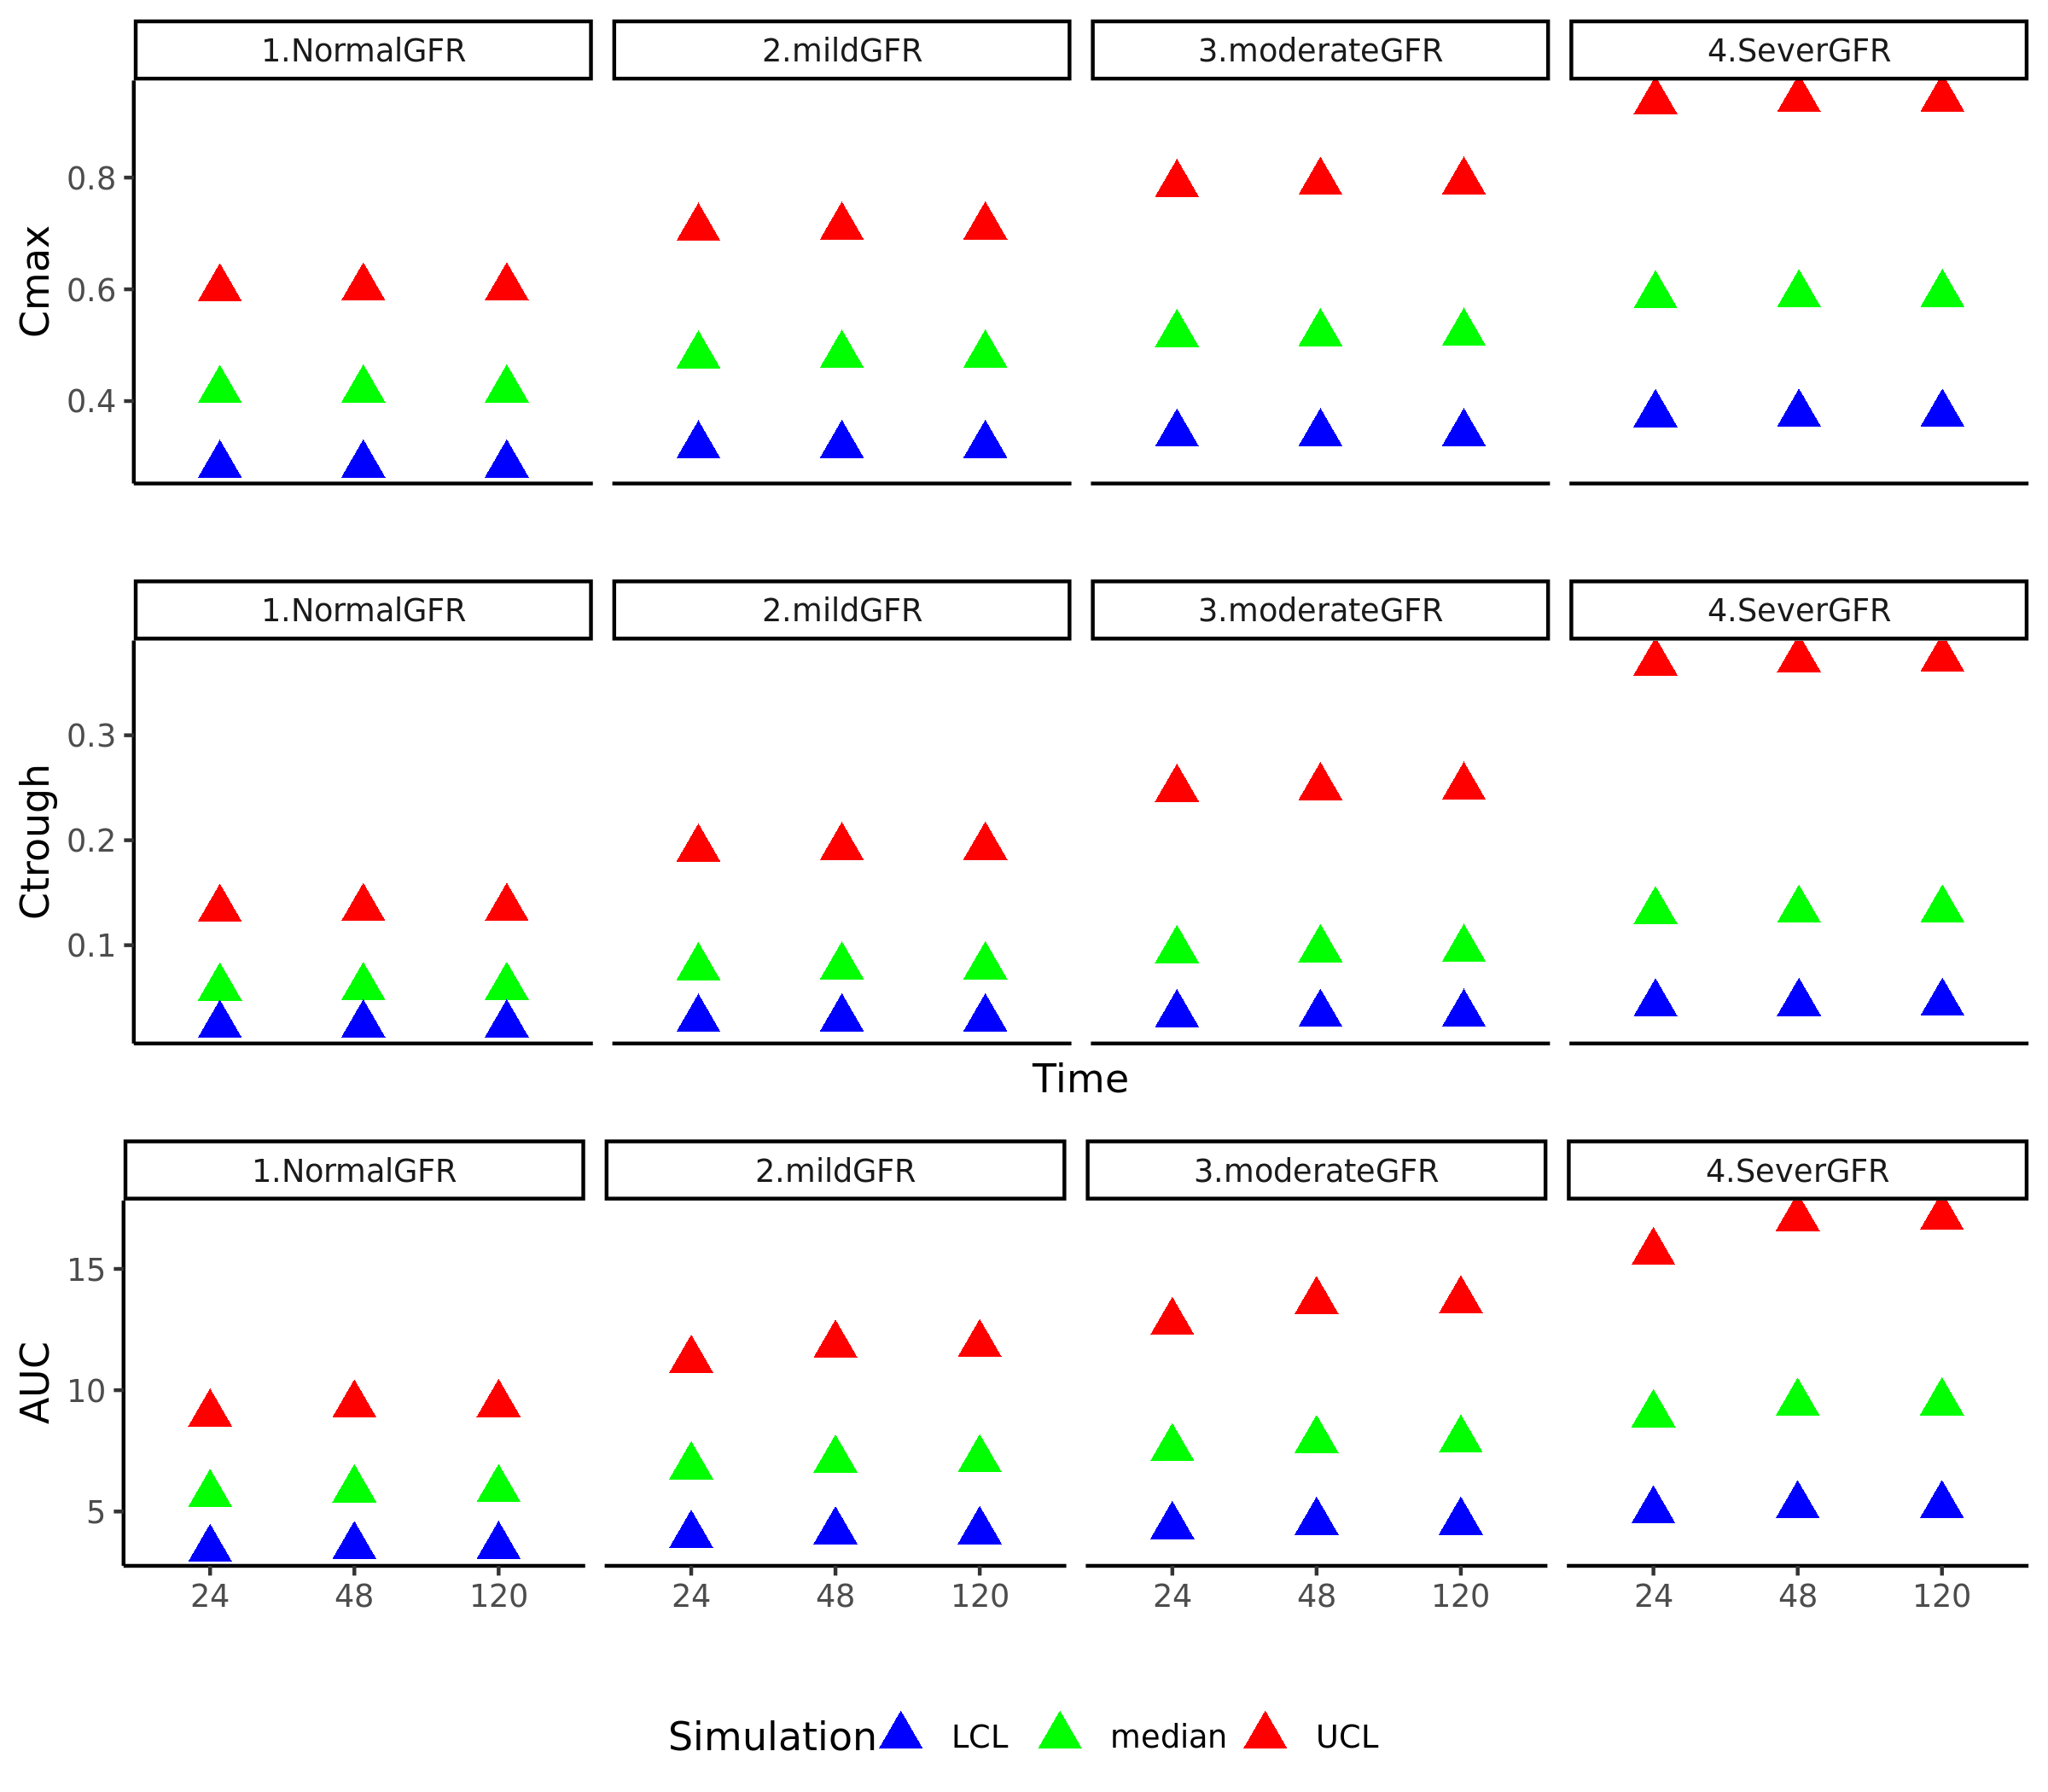 1.NormalGFR 2.mildGFR 3.moderateGFR 4.SeverGFR
Cmax
0.8
0.6
0.4
1.NormalGFR 2.mildGFR 3.moderateGFR 4.SeverGFR
Ctrough
0.3
0.2
0.1
Time
1.NormalGFR 2.mildGFR 3.moderateGFR 4.SeverGFR
AUC
15
10
5
24 48 120 24 48 120 24 48 120 24 48 120
Simulation LCL median UCL